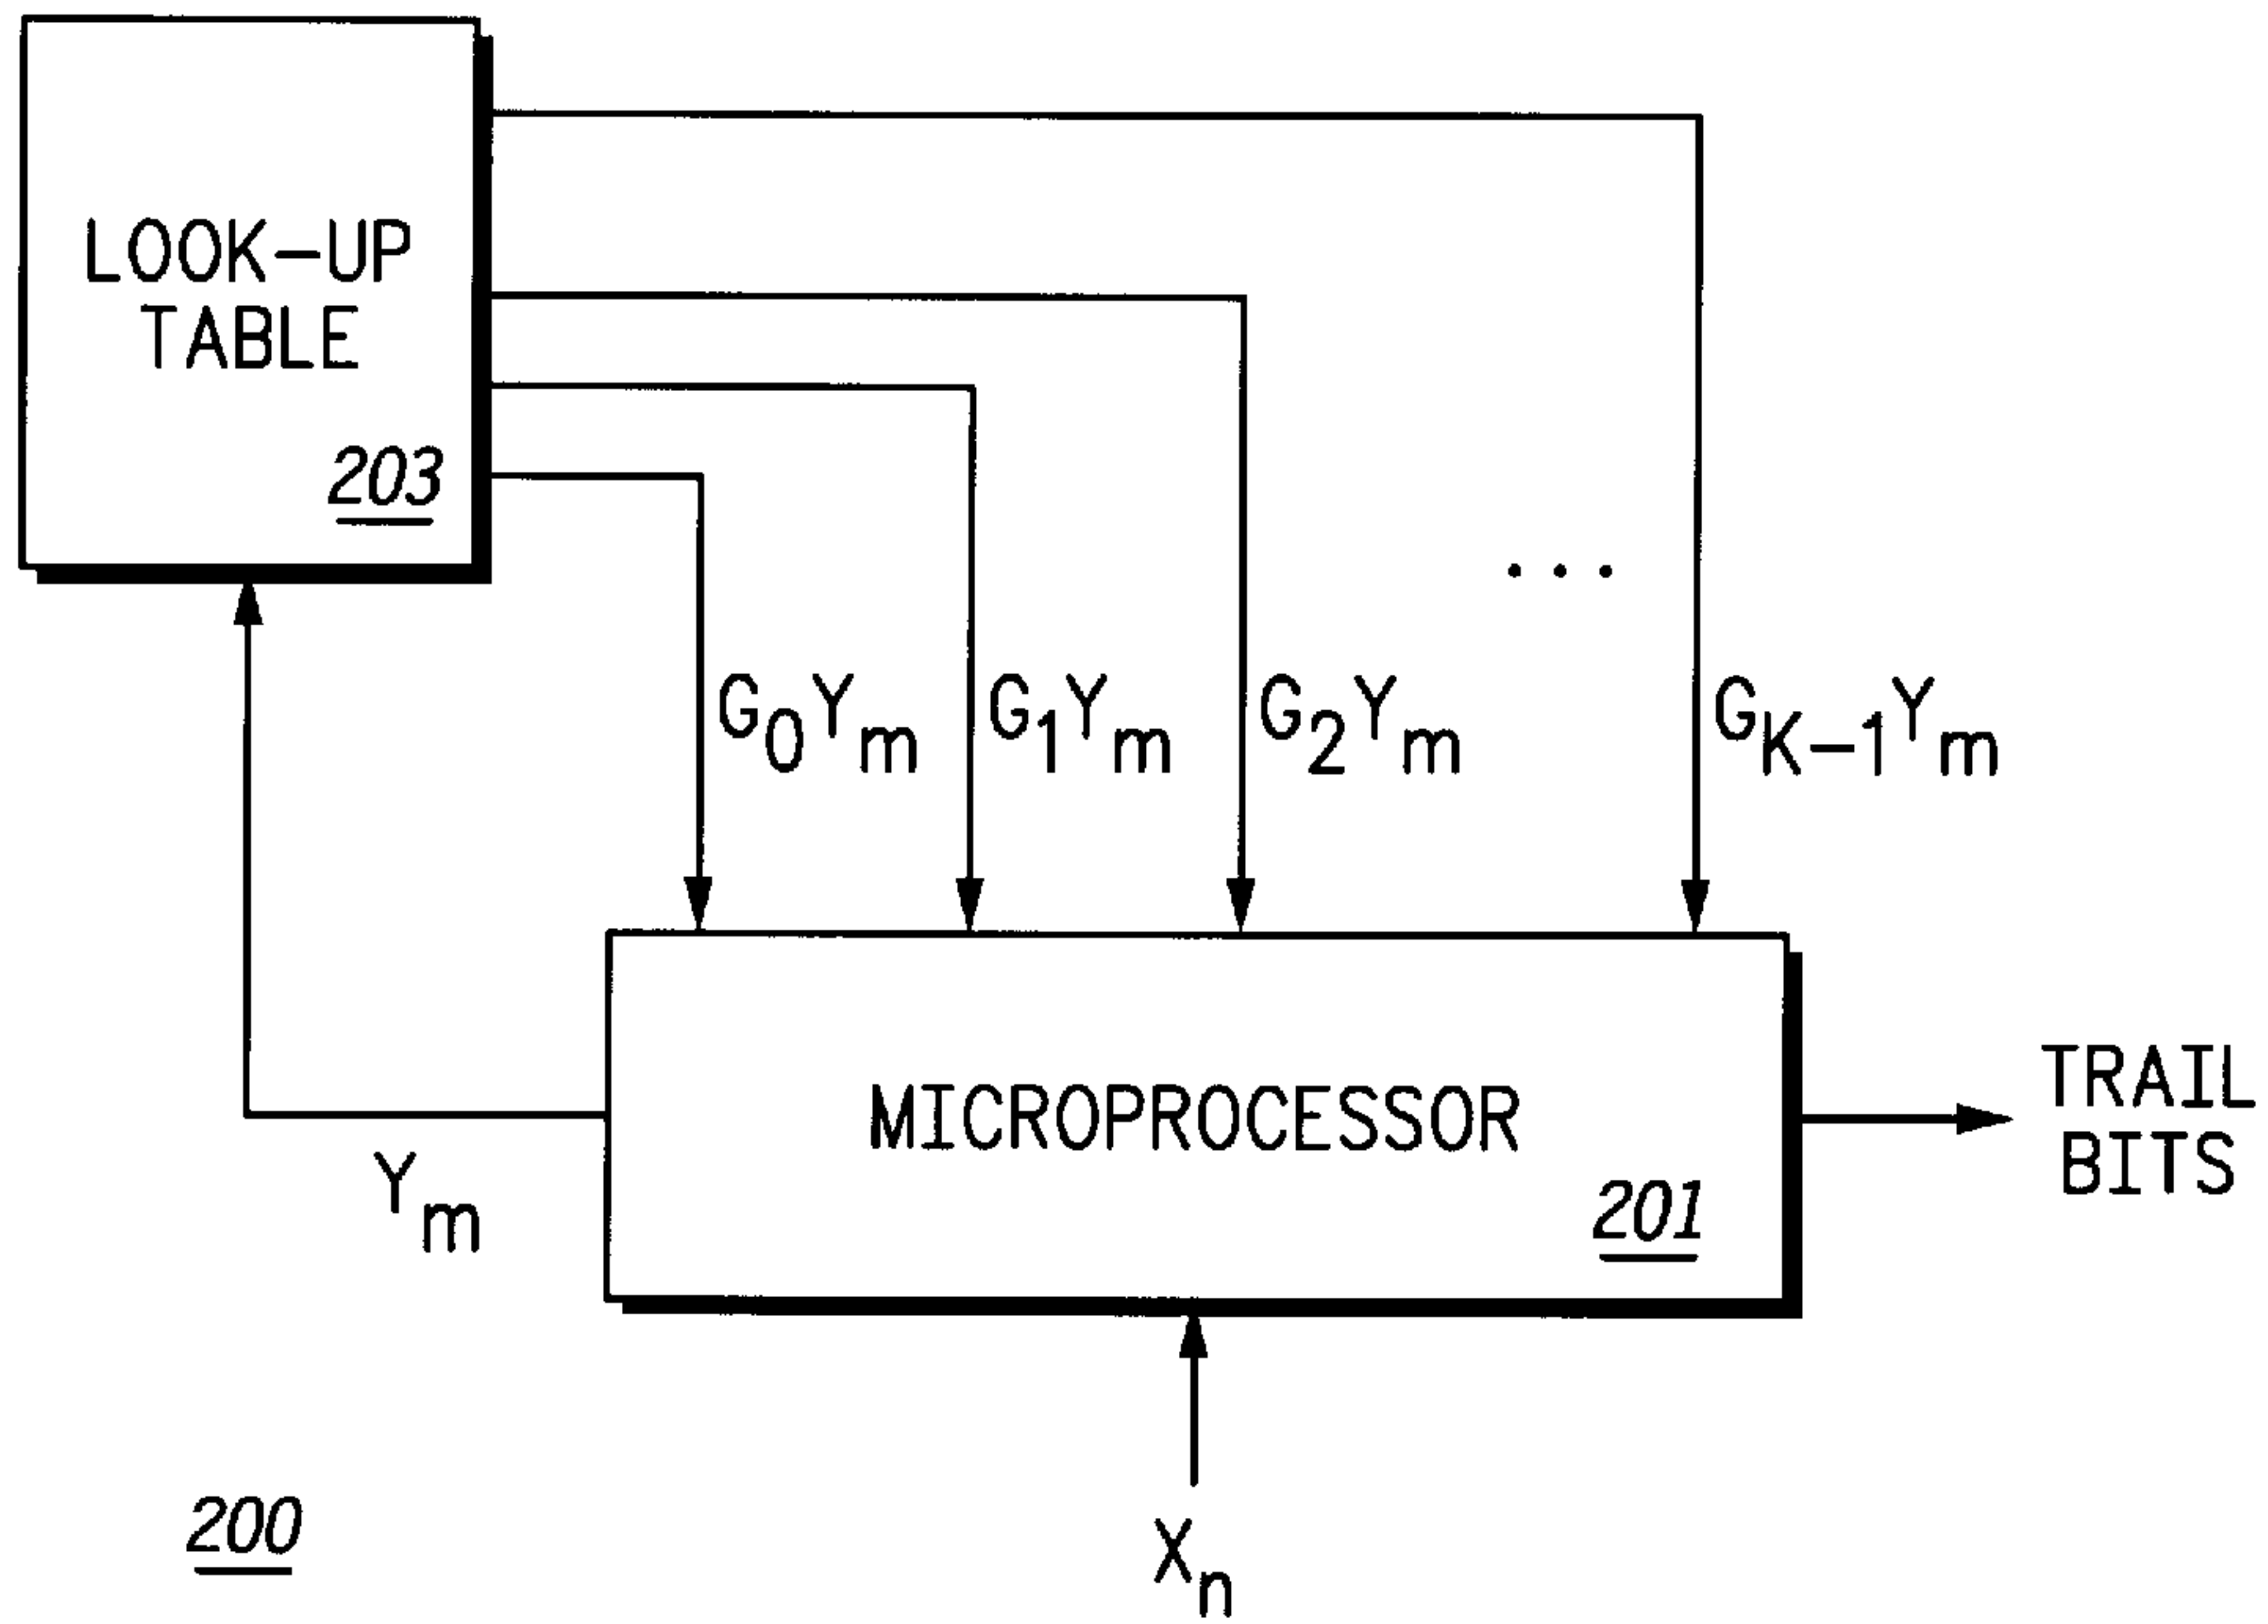 LOOK-UP
TABLE
203
. . .
G0Ym
G1Ym
G2Ym
GK-1Ym
MICROPROCESSOR
201
TRAIL
BITS
Ym
200
Xn